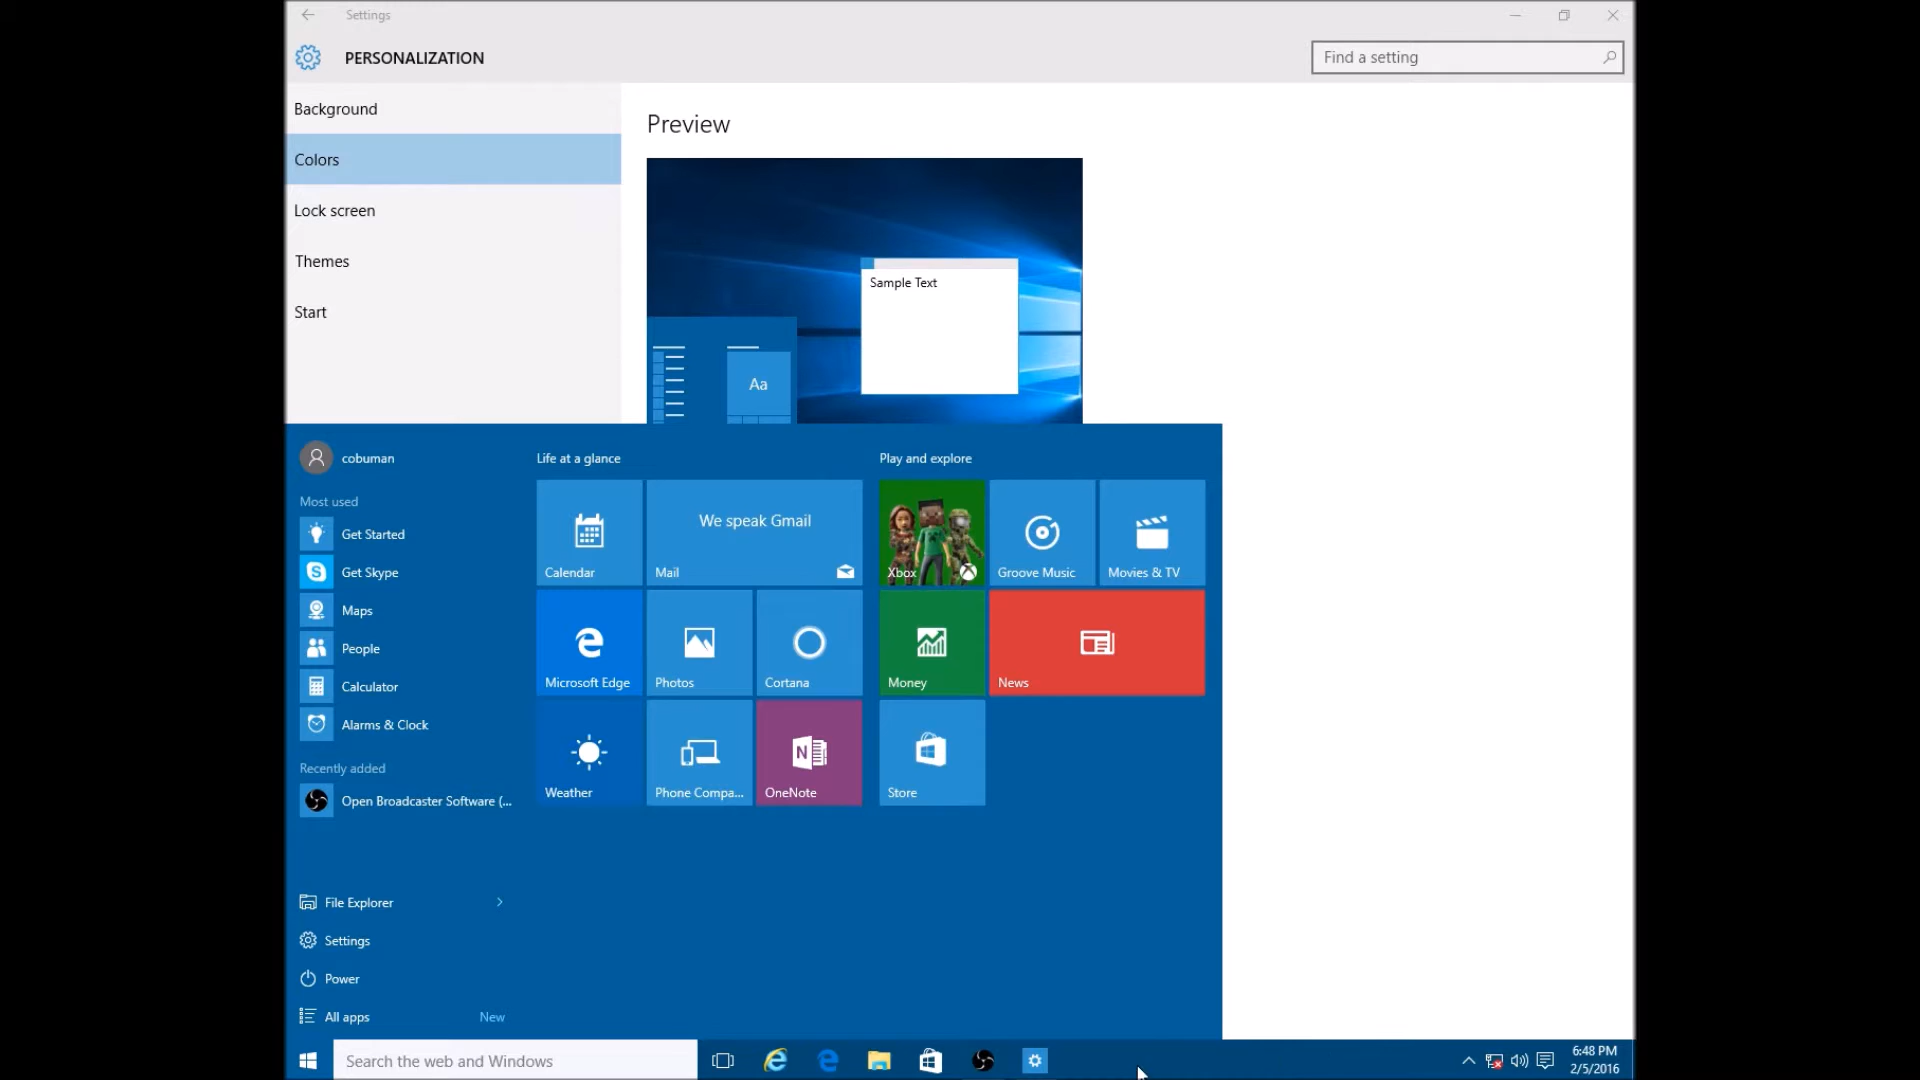 Settings
PERSONALIZATION
Find a setting
Background
Colors
Lock screen
Themes
Start
Preview
Sample Text
Aa
cobuman
Most used
Get Started
Get Skype
Maps
People
Calculator
Alarms & Clock
Recently added
Open Broadcaster Software (...
File Explorer
Settings
Power
All apps New
Life at a glance
Calendar
We speak Gmail
Mail
Microsoft Edge
Photos
Cortana
Weather
Phone Compa...
OneNote
Play and explore
Xbox
Groove Music
Movies & TV
Money
News
Store
Search the web and Windows
6:48 PM
2/5/2016